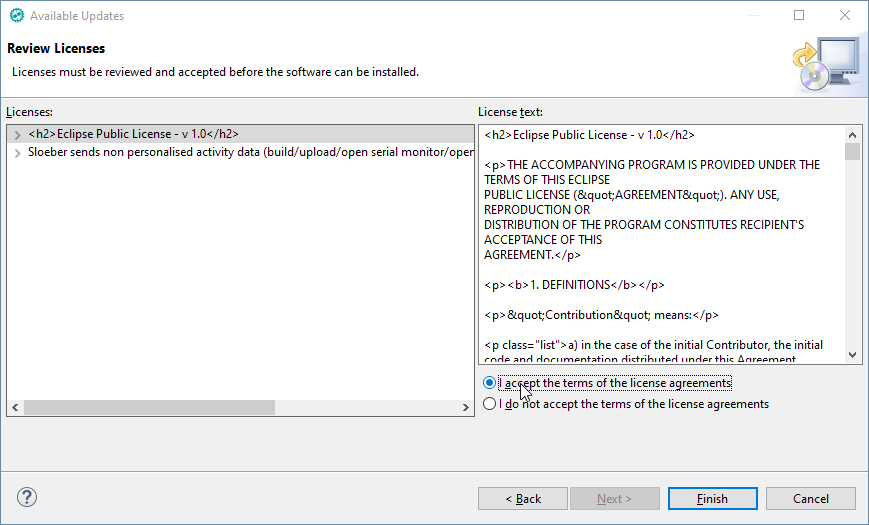 Available Updates
Review Licenses
Licenses must be reviewed and accepted before the software can be installed.
Licenses:
<h2>Eclipse Public License - v 1.0</h2>
Sloeber sends non personalised activity data (build/upload/open serial monitor/open
License text:
<h2>Eclipse Public License - v 1.0</h2>
<p>THE ACCOMPANYING PROGRAM IS PROVIDED UNDER THE
TERMS OF THIS ECLIPSE
PUBLIC LICENSE (&quot;AGREEMENT&quot;). ANY USE,
REPRODUCTION OR
DISTRIBUTION OF THE PROGRAM CONSTITUTES RECIPIENT'S
ACCEPTANCE OF THIS
AGREEMENT.</p>
<p><b>1. DEFINITIONS</b></p>
<p>&quot;Contribution&quot; means:</p>
<p class="list">a) in the case of the initial Contributor, the initial
code and documentation distributed under this Agreement
I accept the terms of the license agreements
I do not accept the terms of the license agreements
?
< Back
Next >
Finish
Cancel